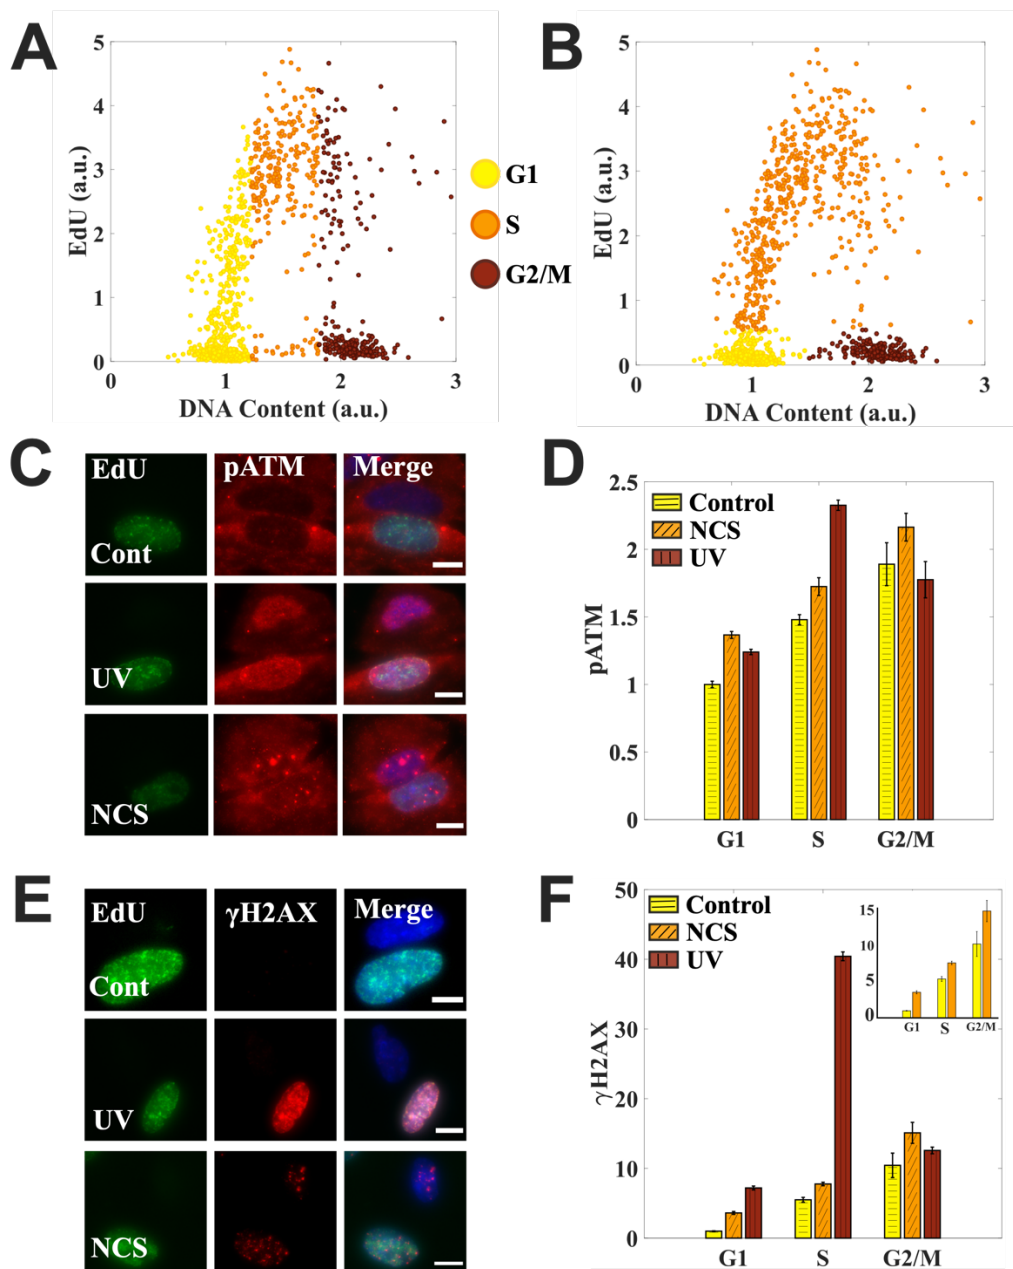 A
B
5
4
3
2
1
0
EdU (a.u.)
0
1
2
3
DNA Content (a.u.)
G1
S
G2/M
5
4
3
2
1
0
EdU (a.u.)
0
1
2
3
DNA Content (a.u.)
C
EdU
pATM
Merge
Cont
UV
NCS
D
2.5
2
1.5
1
0.5
0
pATM
Control
NCS
UV
G1
S
G2/M
E
EdU
γH2AX
Merge
Cont
UV
NCS
F
50
40
30
20
10
0
γH2AX
Control
NCS
UV
15
10
5
0
G1
S
G2/M
G1
S
G2/M